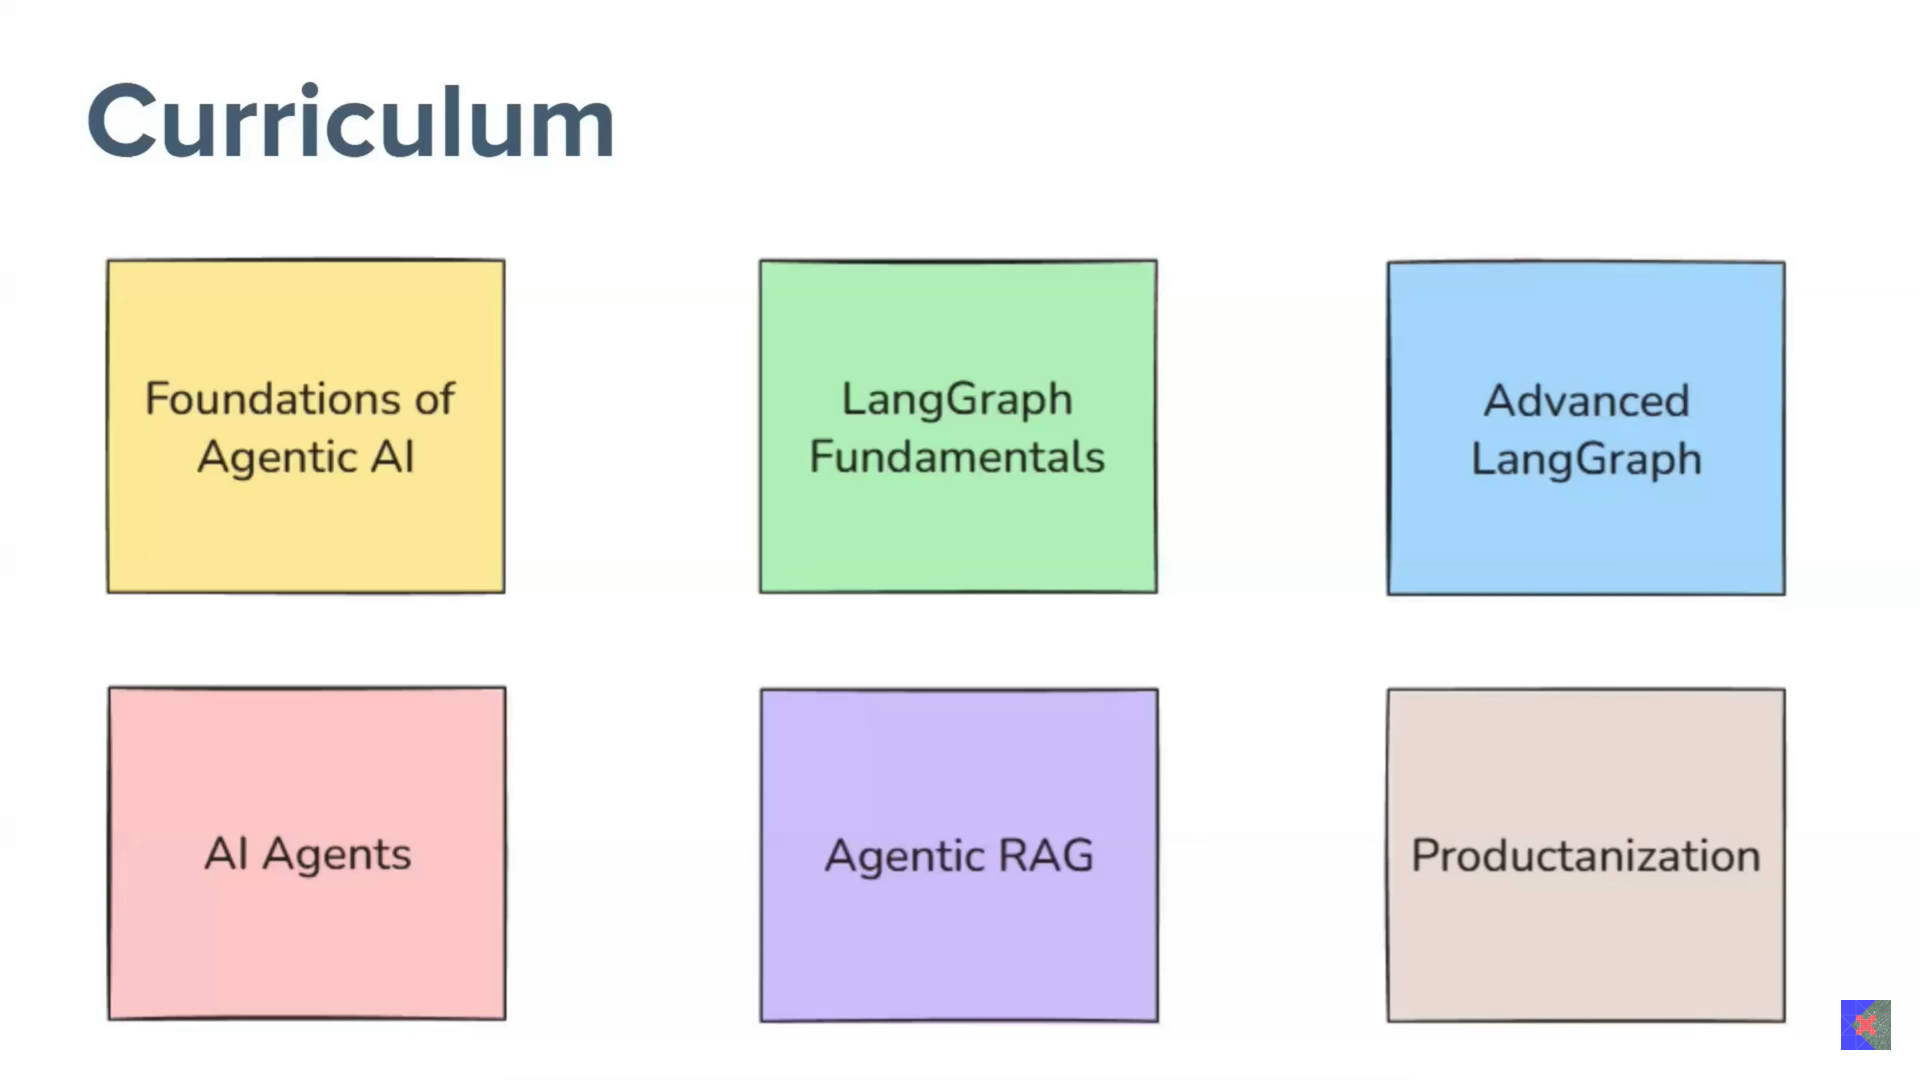 Curriculum
Foundations of
Agentic AI
LangGraph
Fundamentals
Advanced
LangGraph
AI Agents
Agentic RAG
Productanization